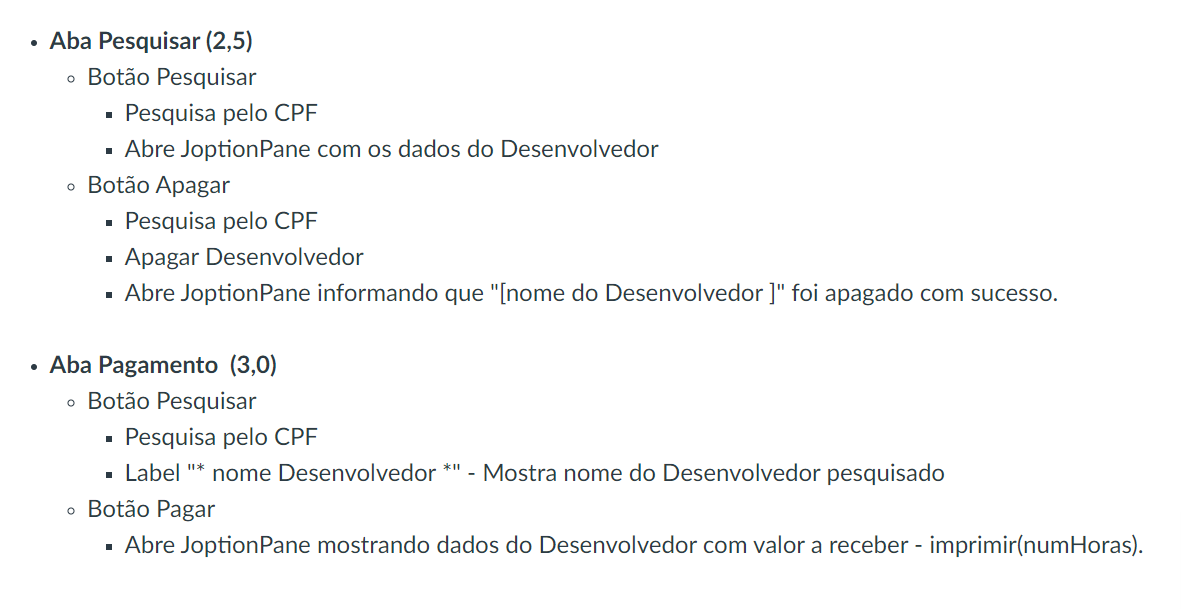 Aba Pesquisar (2,5)
Botão Pesquisar
Pesquisa pelo CPF
Abre JoptionPane com os dados do Desenvolvedor
Botão Apagar
Pesquisa pelo CPF
Apagar Desenvolvedor
Abre JoptionPane informando que "[nome do Desenvolvedor ]" foi apagado com sucesso.
Aba Pagamento  (3,0)
Botão Pesquisar
Pesquisa pelo CPF
Label "* nome Desenvolvedor *" - Mostra nome do Desenvolvedor pesquisado
Botão Pagar
Abre JoptionPane mostrando dados do Desenvolvedor com valor a receber - imprimir(numHoras).